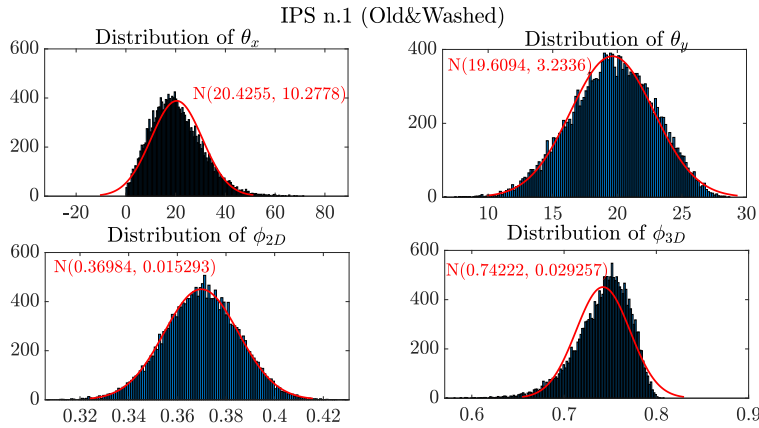 IPS n.1 (Old&Washed)
Distribution of θx
600
400
200
0
-20 0 20 40 60 80
N(20.4255, 10.2778)
Distribution of θy
400
200
0
10 15 20 25 30
N(19.6094, 3.2336)
Distribution of ϕ2D
600
400
200
0
0.32 0.34 0.36 0.38 0.4 0.42
N(0.36984, 0.015293)
Distribution of ϕ3D
600
400
200
0
0.6 0.7 0.8 0.9
N(0.74222, 0.029257)